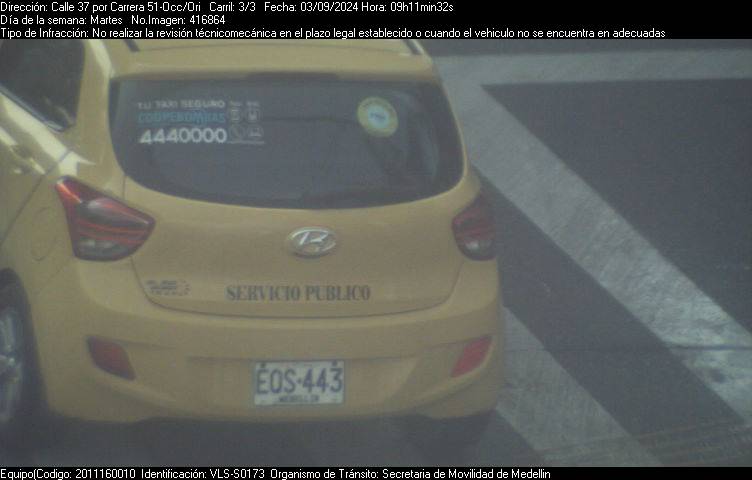 Dirección: Calle 37 por Carrera 51-Occ/Ori Carril: 3/3 Fecha: 03/09/2024 Hora: 09h11min32s
Día de la semana: Martes No.Imagen: 416864
Tipo de Infracción: No realizar la revisión técnicomecánica en el plazo legal establecido o cuando el vehiculo no se encuentra en adecuadas
TU TAXI SEGURO
COOPEBOMBAS
4440000
SERVICIO PUBLICO
EQS·443
MEDELLIN
Equipo(Codigo: 2011160010 Identificación: VLS-S0173 Organismo de Tránsito: Secretaria de Movilidad de Medellin